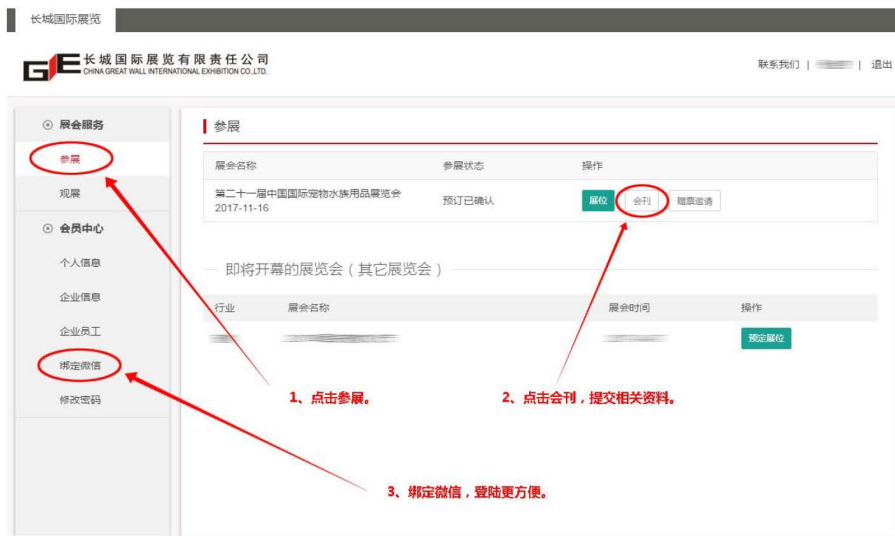 长城国际展览
GE 长城国际展览有限责任公司
CHINA GREAT WALL INTERNATIONAL EXHIBITION CO.,LTD.
联系我们 | | 退出
展会服务
参展
观展
会员中心
个人信息
企业信息
企业员工
绑定微信
修改密码
参展
展会名称 参展状态 操作
第二十一届中国国际宠物水族用品展览会
2017-11-16
预订已确认 展位 会刊 赠票邀请
即将开幕的展览会（其它展览会）
行业 展会名称 展会时间 操作
预定展位
1、点击参展。
2、点击会刊，提交相关资料。
3、绑定微信，登陆更方便。